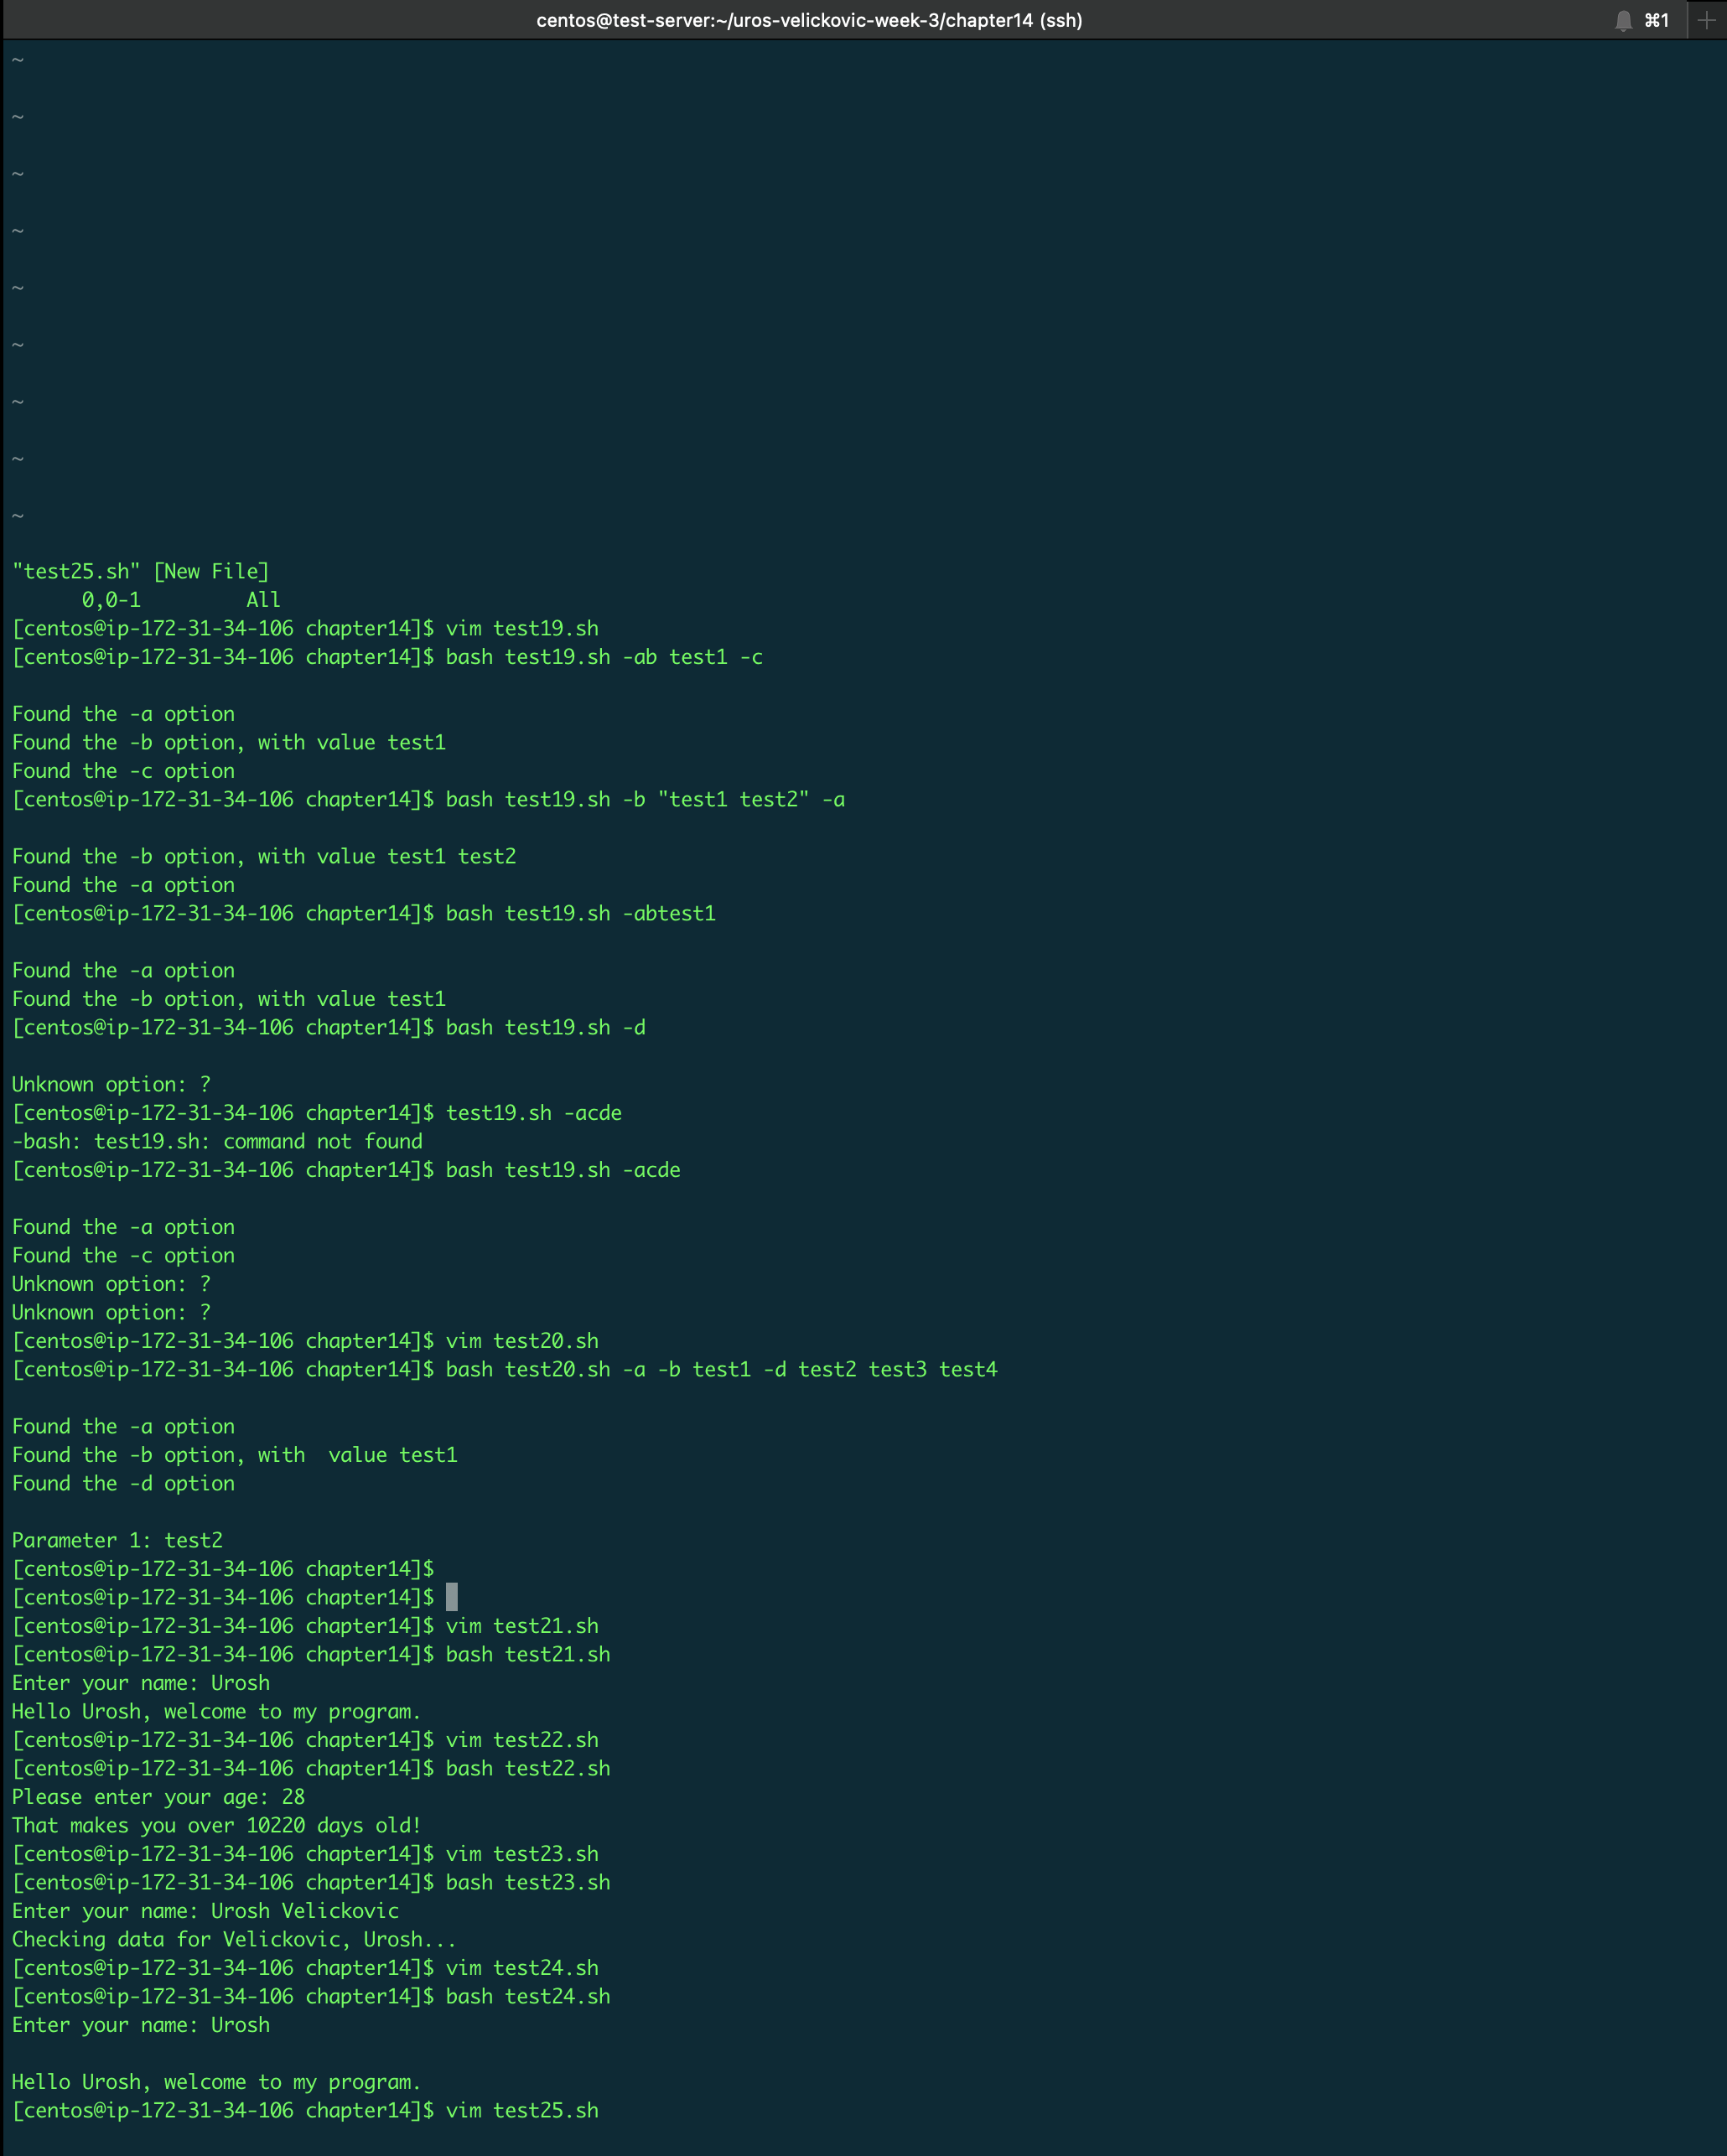 centos@test-server:~/uros-velickovic-week-3/chapter14 (ssh) ⌘1
~
~
~
~
~
~
~
~
~
"test25.sh" [New File]
0,0-1 All
[centos@ip-172-31-34-106 chapter14]$ vim test19.sh
[centos@ip-172-31-34-106 chapter14]$ bash test19.sh -ab test1 -c
Found the -a option
Found the -b option, with value test1
Found the -c option
[centos@ip-172-31-34-106 chapter14]$ bash test19.sh -b "test1 test2" -a
Found the -b option, with value test1 test2
Found the -a option
[centos@ip-172-31-34-106 chapter14]$ bash test19.sh -abtest1
Found the -a option
Found the -b option, with value test1
[centos@ip-172-31-34-106 chapter14]$ bash test19.sh -d
Unknown option: ?
[centos@ip-172-31-34-106 chapter14]$ test19.sh -acde
-bash: test19.sh: command not found
[centos@ip-172-31-34-106 chapter14]$ bash test19.sh -acde
Found the -a option
Found the -c option
Unknown option: ?
Unknown option: ?
[centos@ip-172-31-34-106 chapter14]$ vim test20.sh
[centos@ip-172-31-34-106 chapter14]$ bash test20.sh -a -b test1 -d test2 test3 test4
Found the -a option
Found the -b option, with  value test1
Found the -d option
Parameter 1: test2
[centos@ip-172-31-34-106 chapter14]$
[centos@ip-172-31-34-106 chapter14]$
[centos@ip-172-31-34-106 chapter14]$ vim test21.sh
[centos@ip-172-31-34-106 chapter14]$ bash test21.sh
Enter your name: Urosh
Hello Urosh, welcome to my program.
[centos@ip-172-31-34-106 chapter14]$ vim test22.sh
[centos@ip-172-31-34-106 chapter14]$ bash test22.sh
Please enter your age: 28
That makes you over 10220 days old!
[centos@ip-172-31-34-106 chapter14]$ vim test23.sh
[centos@ip-172-31-34-106 chapter14]$ bash test23.sh
Enter your name: Urosh Velickovic
Checking data for Velickovic, Urosh...
[centos@ip-172-31-34-106 chapter14]$ vim test24.sh
[centos@ip-172-31-34-106 chapter14]$ bash test24.sh
Enter your name: Urosh
Hello Urosh, welcome to my program.
[centos@ip-172-31-34-106 chapter14]$ vim test25.sh